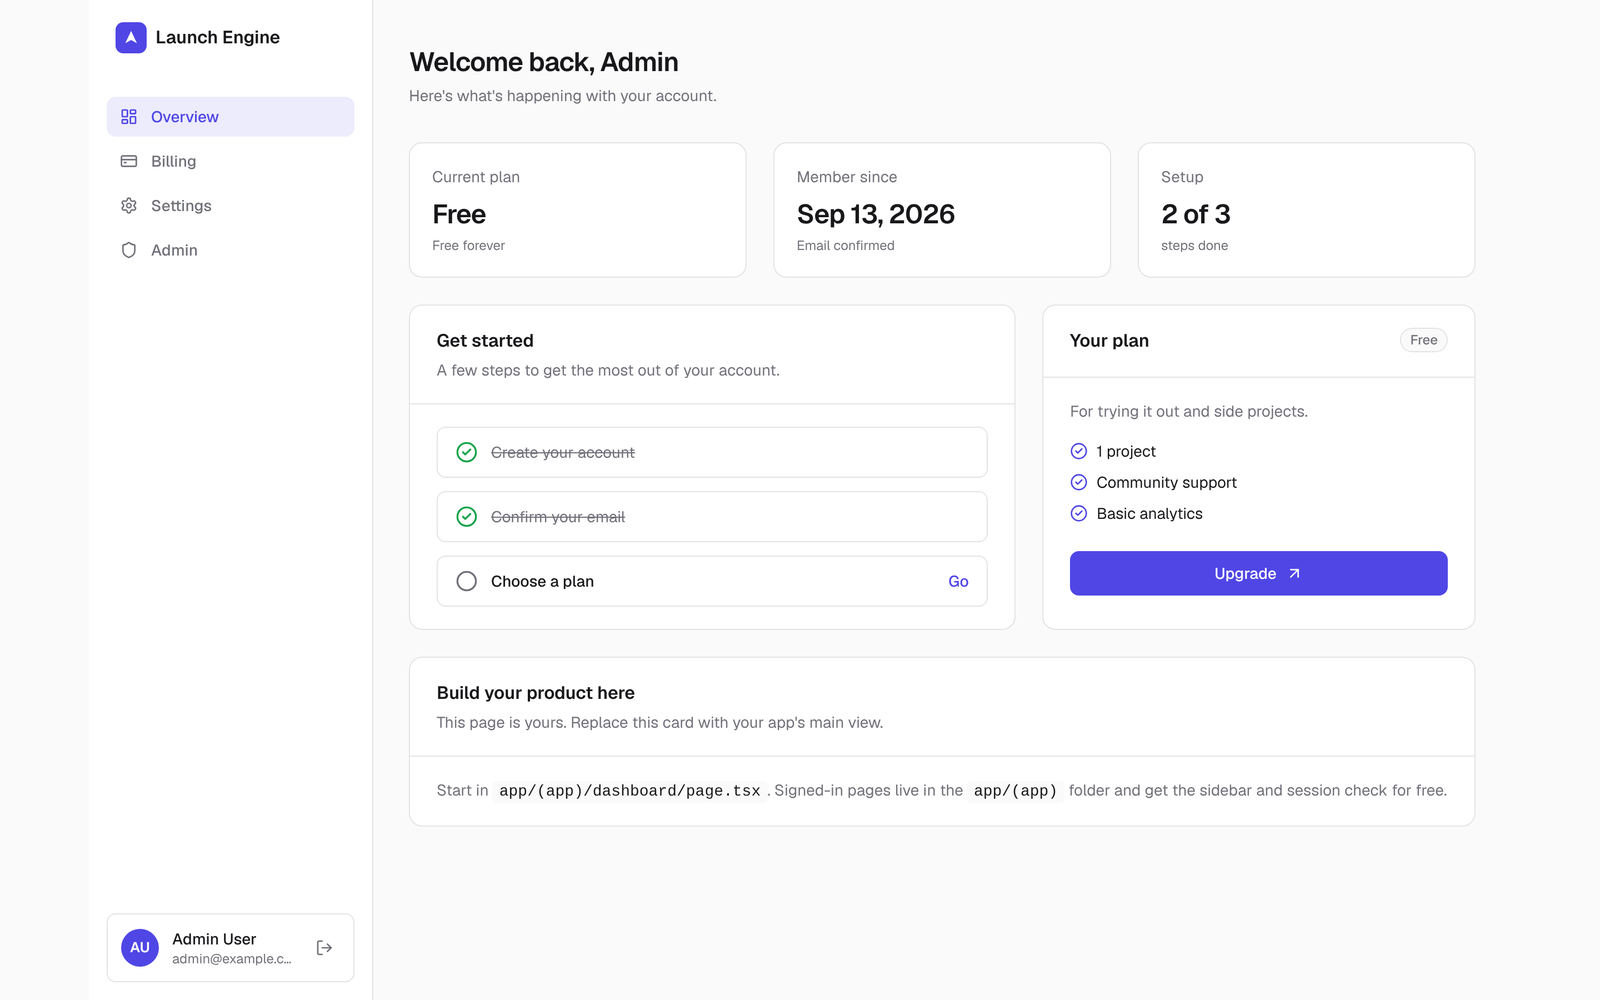 Launch Engine
Overview
Billing
Settings
Admin
Admin User
admin@example.c...
Welcome back, Admin
Here's what's happening with your account.
Current plan
Free
Free forever
Member since
Sep 13, 2026
Email confirmed
Setup
2 of 3
steps done
Get started
A few steps to get the most out of your account.
Create your account
Confirm your email
Choose a plan
Go
Your plan
Free
For trying it out and side projects.
1 project
Community support
Basic analytics
Upgrade
Build your product here
This page is yours. Replace this card with your app's main view.
Start in app/(app)/dashboard/page.tsx . Signed-in pages live in the app/(app) folder and get the sidebar and session check for free.
AU